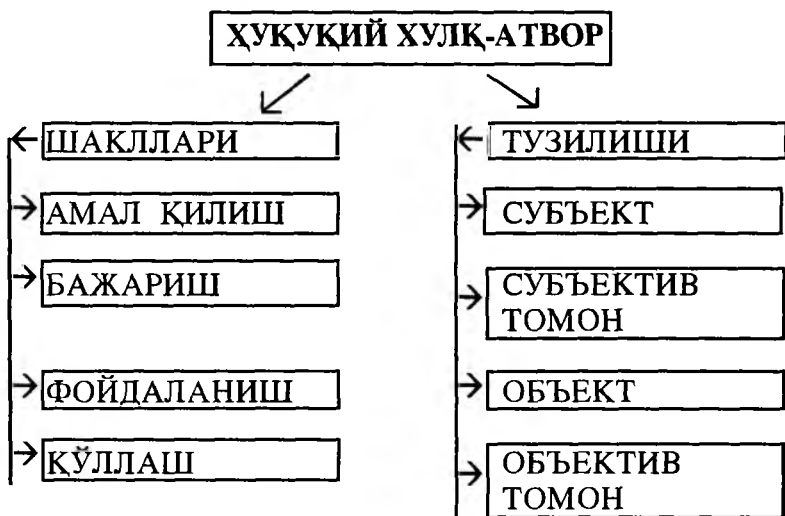 ҲУҚУҚИЙ ХУЛҚ-АТВОР
ШАКЛЛАРИ
АМАЛ ҚИЛИШ
БАЖАРИШ
ФОЙДАЛАНИШ
ҚЎЛЛАШ
ТУЗИЛИШИ
СУБЪЕКТ
СУБЪЕКТИВ
ТОМОН
ОБЪЕКТ
ОБЪЕКТИВ
ТОМОН